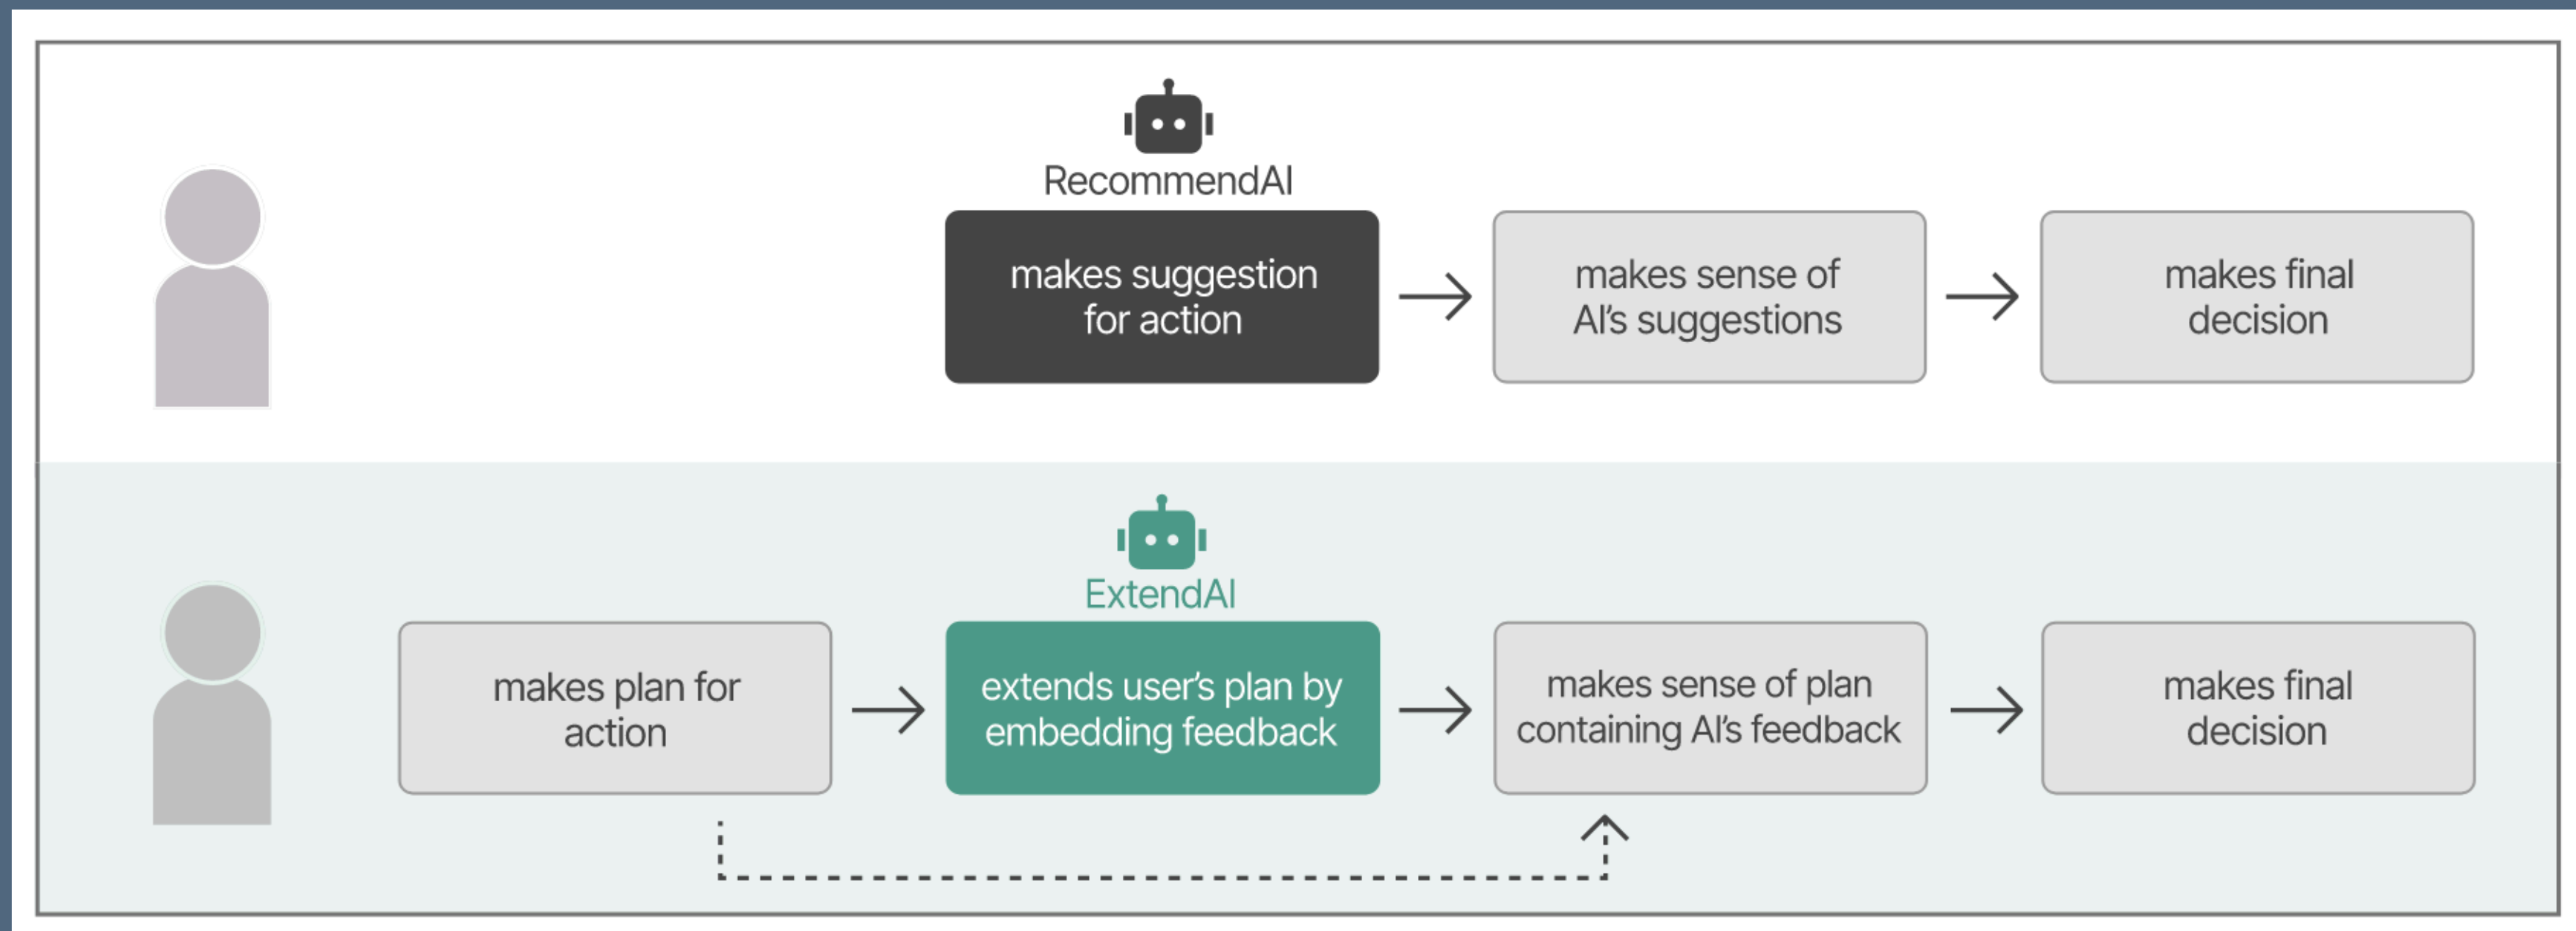 RecommendAI
makes suggestion
for action
makes sense of
AI's suggestions
makes final
decision
ExtendAI
makes plan for
action
extends user's plan by
embedding feedback
makes sense of plan
containing AI's feedback
makes final
decision